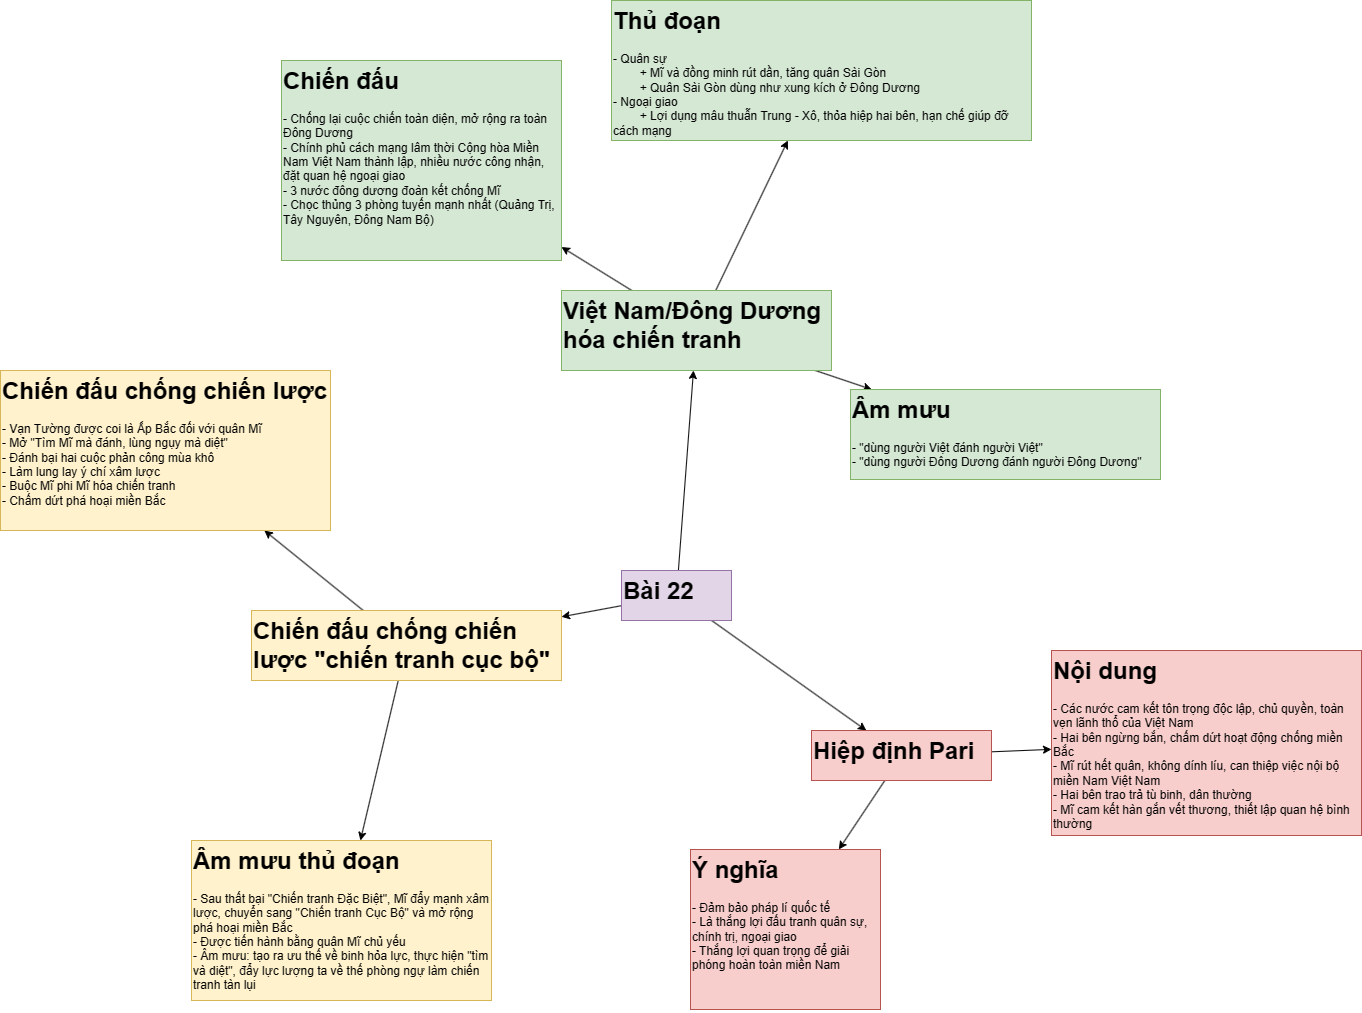 Thủ đoạn
- Quân sự
+ Mĩ và đồng minh rút dần, tăng quân Sài Gòn
+ Quân Sài Gòn dùng như xung kích ở Đông Dương
- Ngoại giao
+ Lợi dụng mâu thuẫn Trung - Xô, thỏa hiệp hai bên, hạn chế giúp đỡ
cách mạng
Chiến đấu
- Chống lại cuộc chiến toàn diện, mở rộng ra toàn
Đông Dương
- Chính phủ cách mạng lâm thời Cộng hòa Miền
Nam Việt Nam thành lập, nhiều nước công nhận,
đặt quan hệ ngoại giao
- 3 nước đông dương đoàn kết chống Mĩ
- Chọc thủng 3 phòng tuyến mạnh nhất (Quảng Trị,
Tây Nguyên, Đông Nam Bộ)
Việt Nam/Đông Dương
hóa chiến tranh
Âm mưu
- "dùng người Việt đánh người Việt"
- "dùng người Đông Dương đánh người Đông Dương"
Chiến đấu chống chiến lược
- Vạn Tường được coi là Ấp Bắc đối với quân Mĩ
- Mở "Tìm Mĩ mà đánh, lùng ngụy mà diệt"
- Đánh bại hai cuộc phản công mùa khô
- Làm lung lay ý chí xâm lược
- Buộc Mĩ phi Mĩ hóa chiến tranh
- Chấm dứt phá hoại miền Bắc
Bài 22
Chiến đấu chống chiến
lược "chiến tranh cục bộ"
Âm mưu thủ đoạn
- Sau thất bại "Chiến tranh Đặc Biệt", Mĩ đẩy mạnh xâm
lược, chuyển sang "Chiến tranh Cục Bộ" và mở rộng
phá hoại miền Bắc
- Được tiến hành bằng quân Mĩ chủ yếu
- Âm mưu: tạo ra ưu thế về binh hỏa lực, thực hiện "tìm
và diệt", đẩy lực lượng ta về thế phòng ngự làm chiến
tranh tàn lụi
Hiệp định Pari
Nội dung
- Các nước cam kết tôn trọng độc lập, chủ quyền, toàn
vẹn lãnh thổ của Việt Nam
- Hai bên ngừng bắn, chấm dứt hoạt động chống miền
Bắc
- Mĩ rút hết quân, không dính líu, can thiệp việc nội bộ
miền Nam Việt Nam
- Hai bên trao trả tù binh, dân thường
- Mĩ cam kết hàn gắn vết thương, thiết lập quan hệ bình
thường
Ý nghĩa
- Đảm bảo pháp lí quốc tế
- Là thắng lợi đấu tranh quân sự,
chính trị, ngoại giao
- Thắng lợi quan trọng để giải
phóng hoàn toàn miền Nam